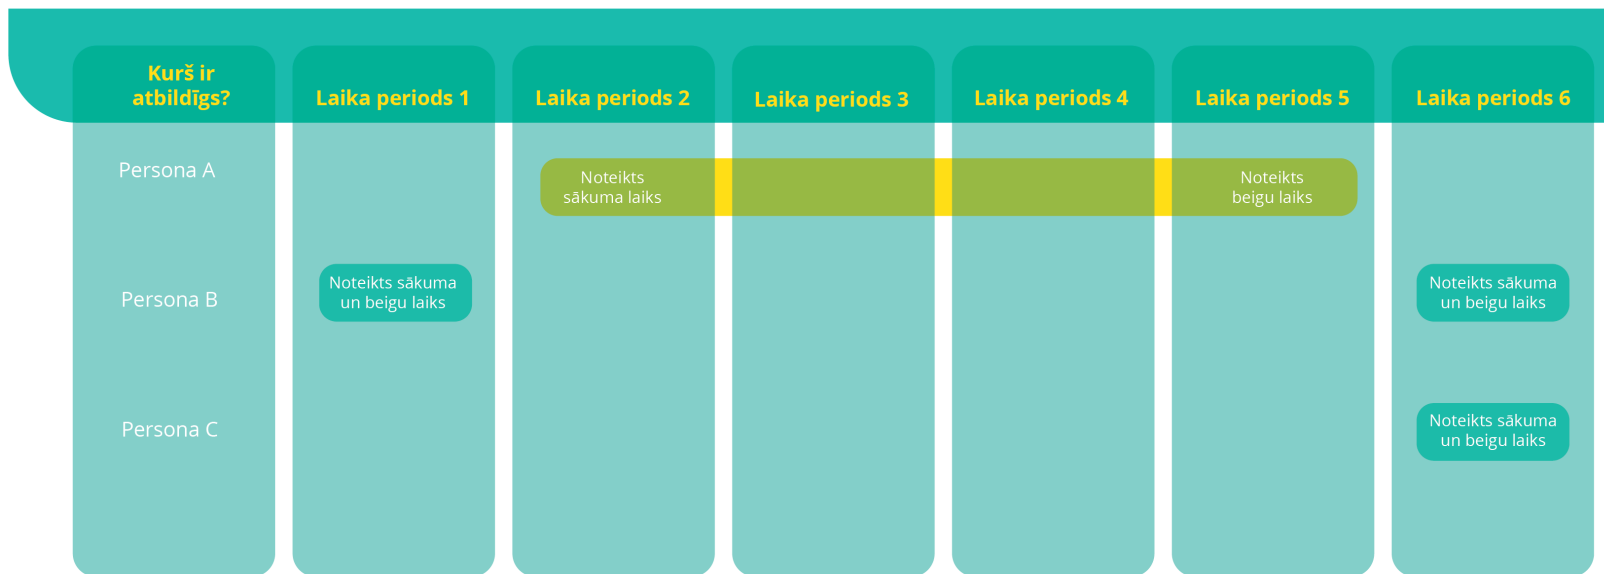 Kurš ir
atbildīgs?
Laika periods 1
Laika periods 2
Laika periods 3
Laika periods 4
Laika periods 5
Laika periods 6
Persona A
Noteikts
sākuma laiks
Noteikts
beigu laiks
Persona B
Noteikts sākuma
un beigu laiks
Noteikts sākuma
un beigu laiks
Persona C
Noteikts sākuma
un beigu laiks